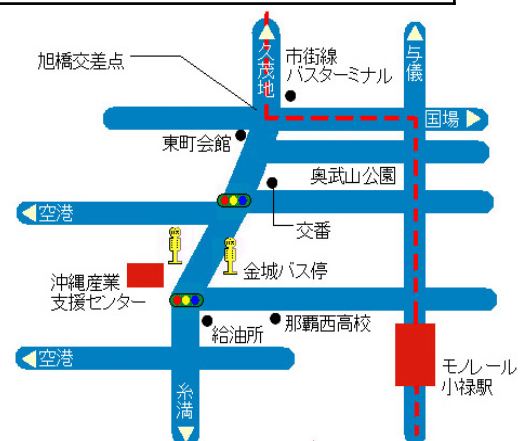 久茂地
与儀
市街線
バスターミナル
旭橋交差点
国場
東町会館
奥武山公園
空港
交番
金城バス停
沖縄産業
支援センター
給油所
那覇西高校
空港
モノレール
小禄駅
糸満